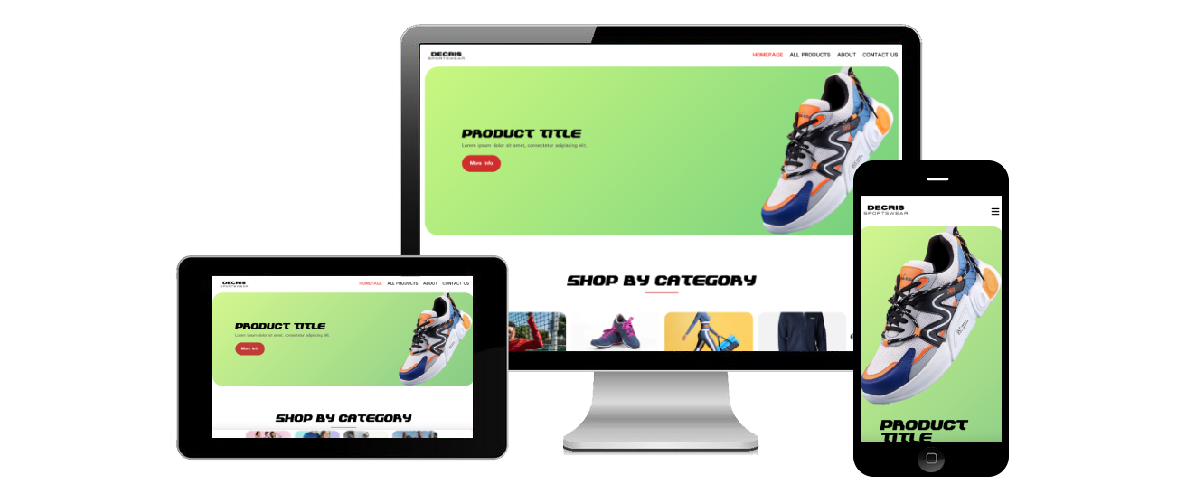 DECRIS
SPORTSWEAR
HOMEPAGE ALL PRODUCTS ABOUT CONTACT US
PRODUCT TITLE
Lorem ipsum dolor sit amet, consectetur adipiscing elit.
More Info
SHOP BY CATEGORY
DECRIS
SPORTSWEAR
HOMEPAGE ALL PRODUCTS ABOUT CONTACT US
PRODUCT TITLE
Lorem ipsum dolor sit amet, consectetur adipiscing elit.
More Info
SHOP BY CATEGORY
DECRIS
SPORTSWEAR
PRODUCT
TITLE